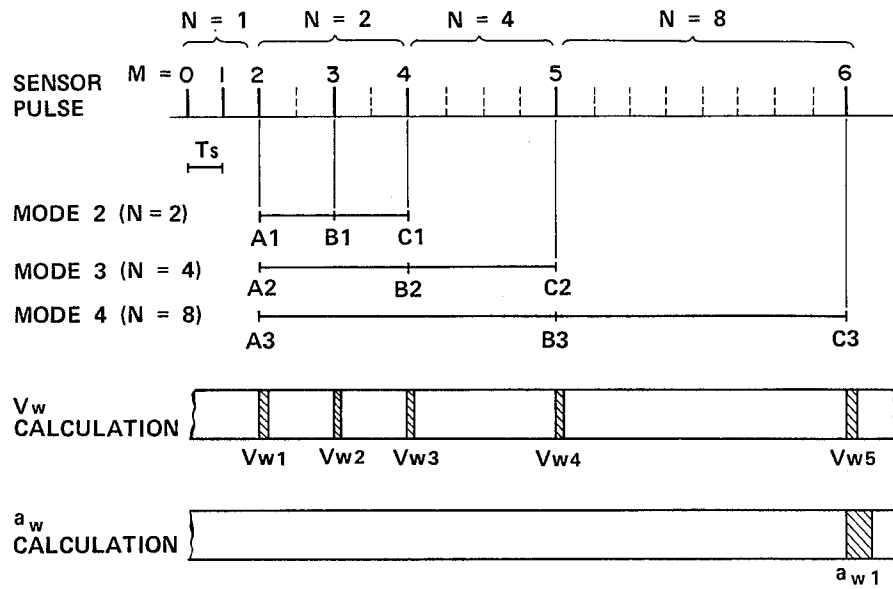 N = 1 N = 2 N = 4 N = 8
M = 0 1 2 3 4 5 6
SENSOR
PULSE
Ts
MODE 2 (N = 2)
A1 B1 C1
MODE 3 (N = 4)
A2 B2 C2
MODE 4 (N = 8)
A3 B3 C3
Vw
CALCULATION
Vw1 Vw2 Vw3 Vw4 Vw5
aw
CALCULATION
aw1